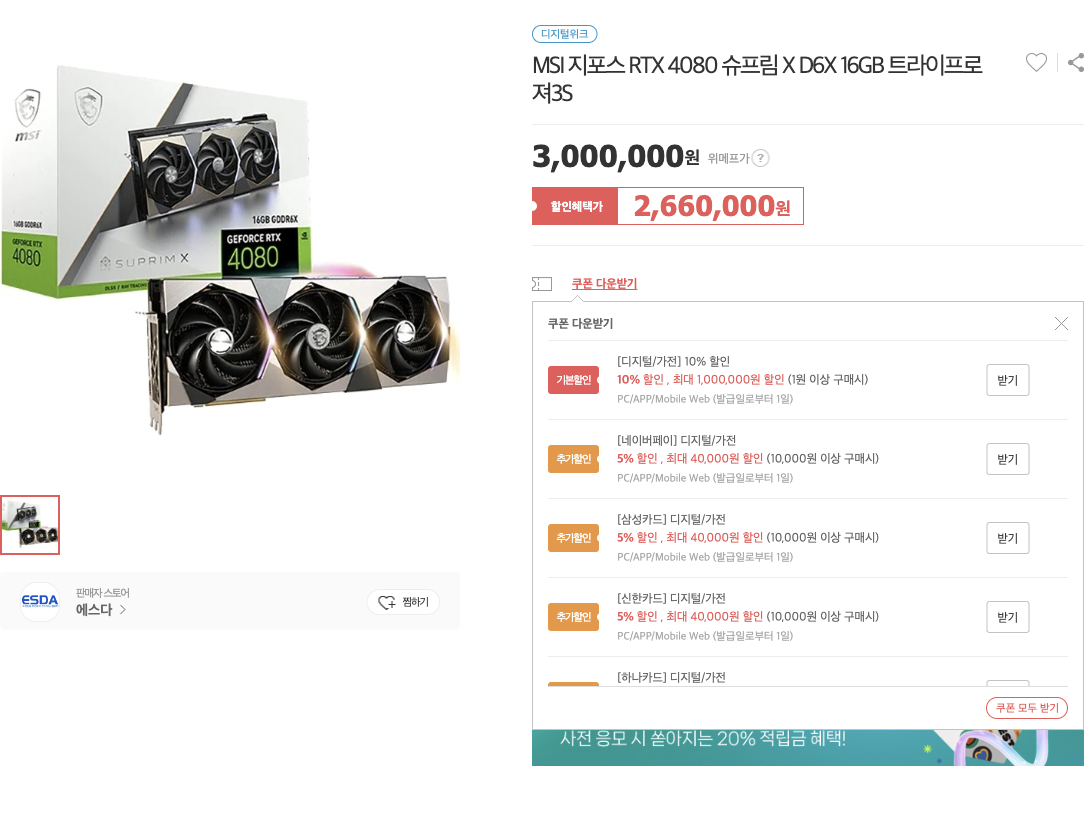 디지털위크
MSI 지포스 RTX 4080 슈프림 X D6X 16GB 트라이프로
져3S
3,000,000원 위메프가 ?
할인혜택가 2,660,000원
쿠폰 다운받기
쿠폰 다운받기
기본할인
[디지털/가전] 10% 할인
10% 할인 , 최대 1,000,000원 할인 (1원 이상 구매시)
PC/APP/Mobile Web (발급일로부터 1일)
받기
추가할인
[네이버페이] 디지털/가전
5% 할인 , 최대 40,000원 할인 (10,000원 이상 구매시)
PC/APP/Mobile Web (발급일로부터 1일)
받기
추가할인
[삼성카드] 디지털/가전
5% 할인 , 최대 40,000원 할인 (10,000원 이상 구매시)
PC/APP/Mobile Web (발급일로부터 1일)
받기
추가할인
[신한카드] 디지털/가전
5% 할인 , 최대 40,000원 할인 (10,000원 이상 구매시)
PC/APP/Mobile Web (발급일로부터 1일)
받기
[하나카드] 디지털/가전
쿠폰 모두 받기
사전 응모 시 쏟아지는 20% 적립금 혜택!
msi
16GB GDDR6X
GEFORCE RTX
4080
SUPRIM X
16GB GDDR6X
GEFORCE RTX
4080
ESDA
판매자 스토어
에스다
찜하기